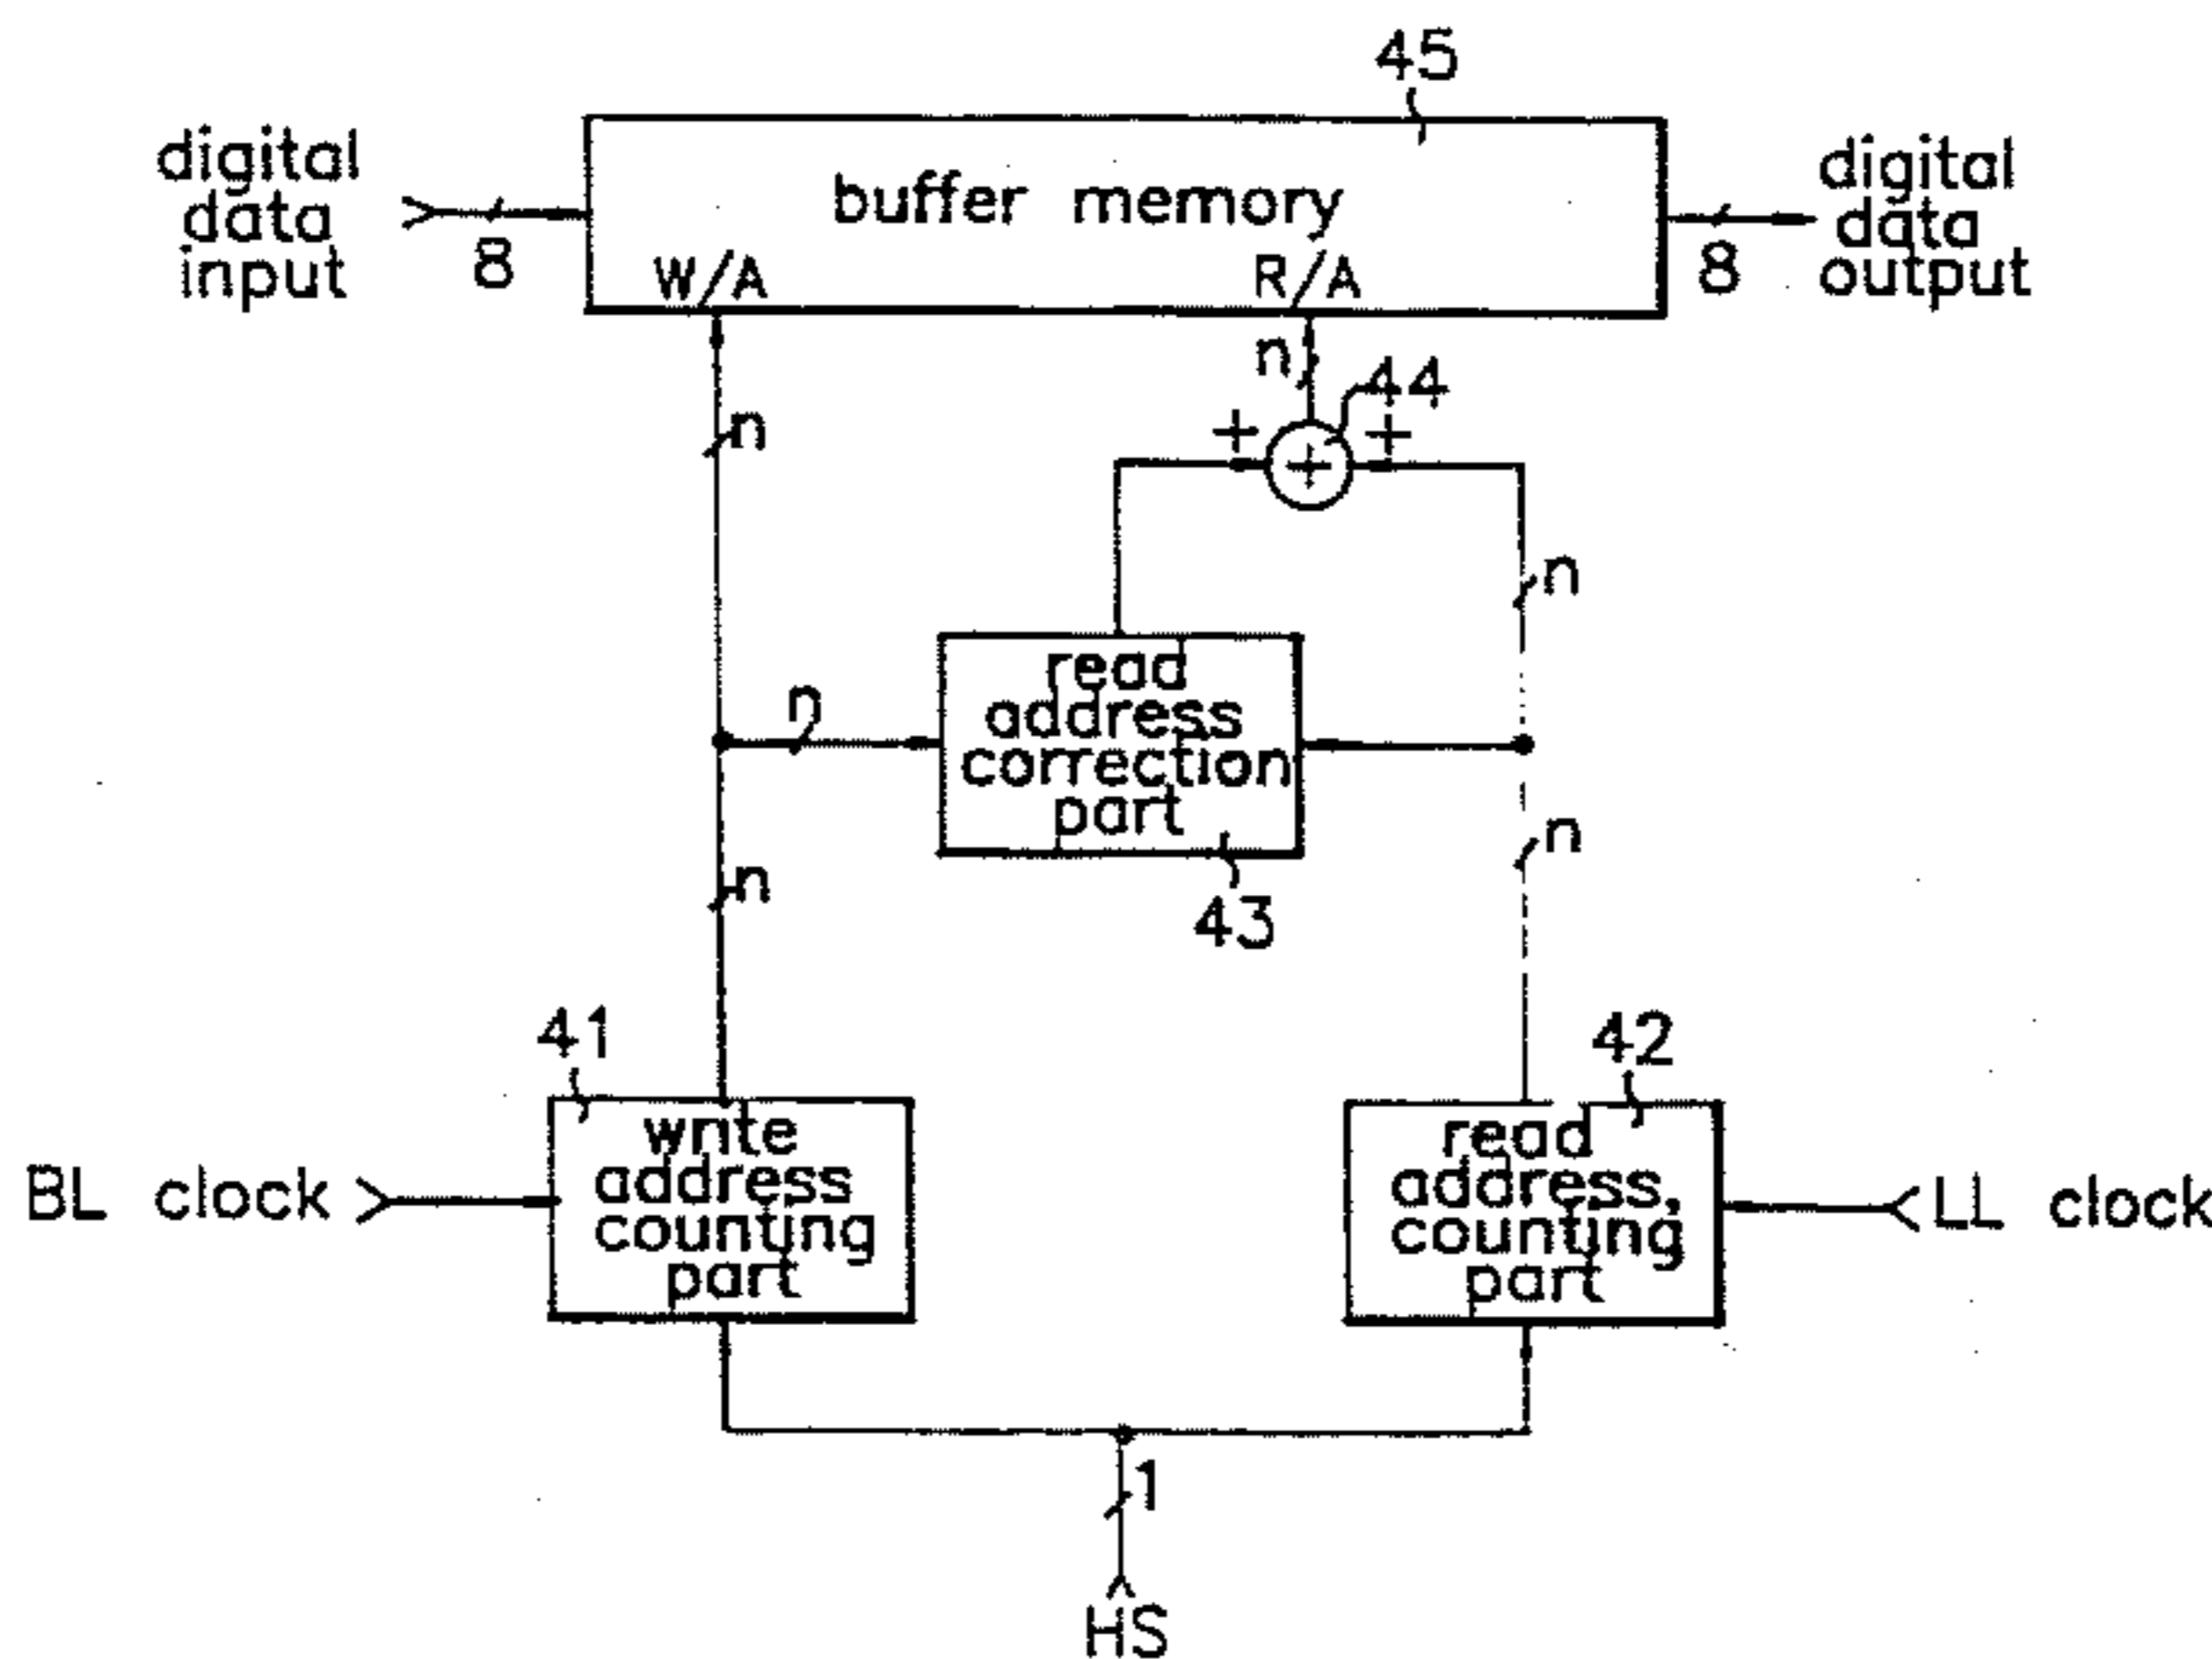 45
digital
data
input
8
buffer memory
W/A
R/A
digital
data
output
8
n
44
+
+
+
n
n
n
read
address
correction
part
43
n
n
41
write
address
counting
part
BL clock
42
read
address,
counting
part
LL clock
1
HS